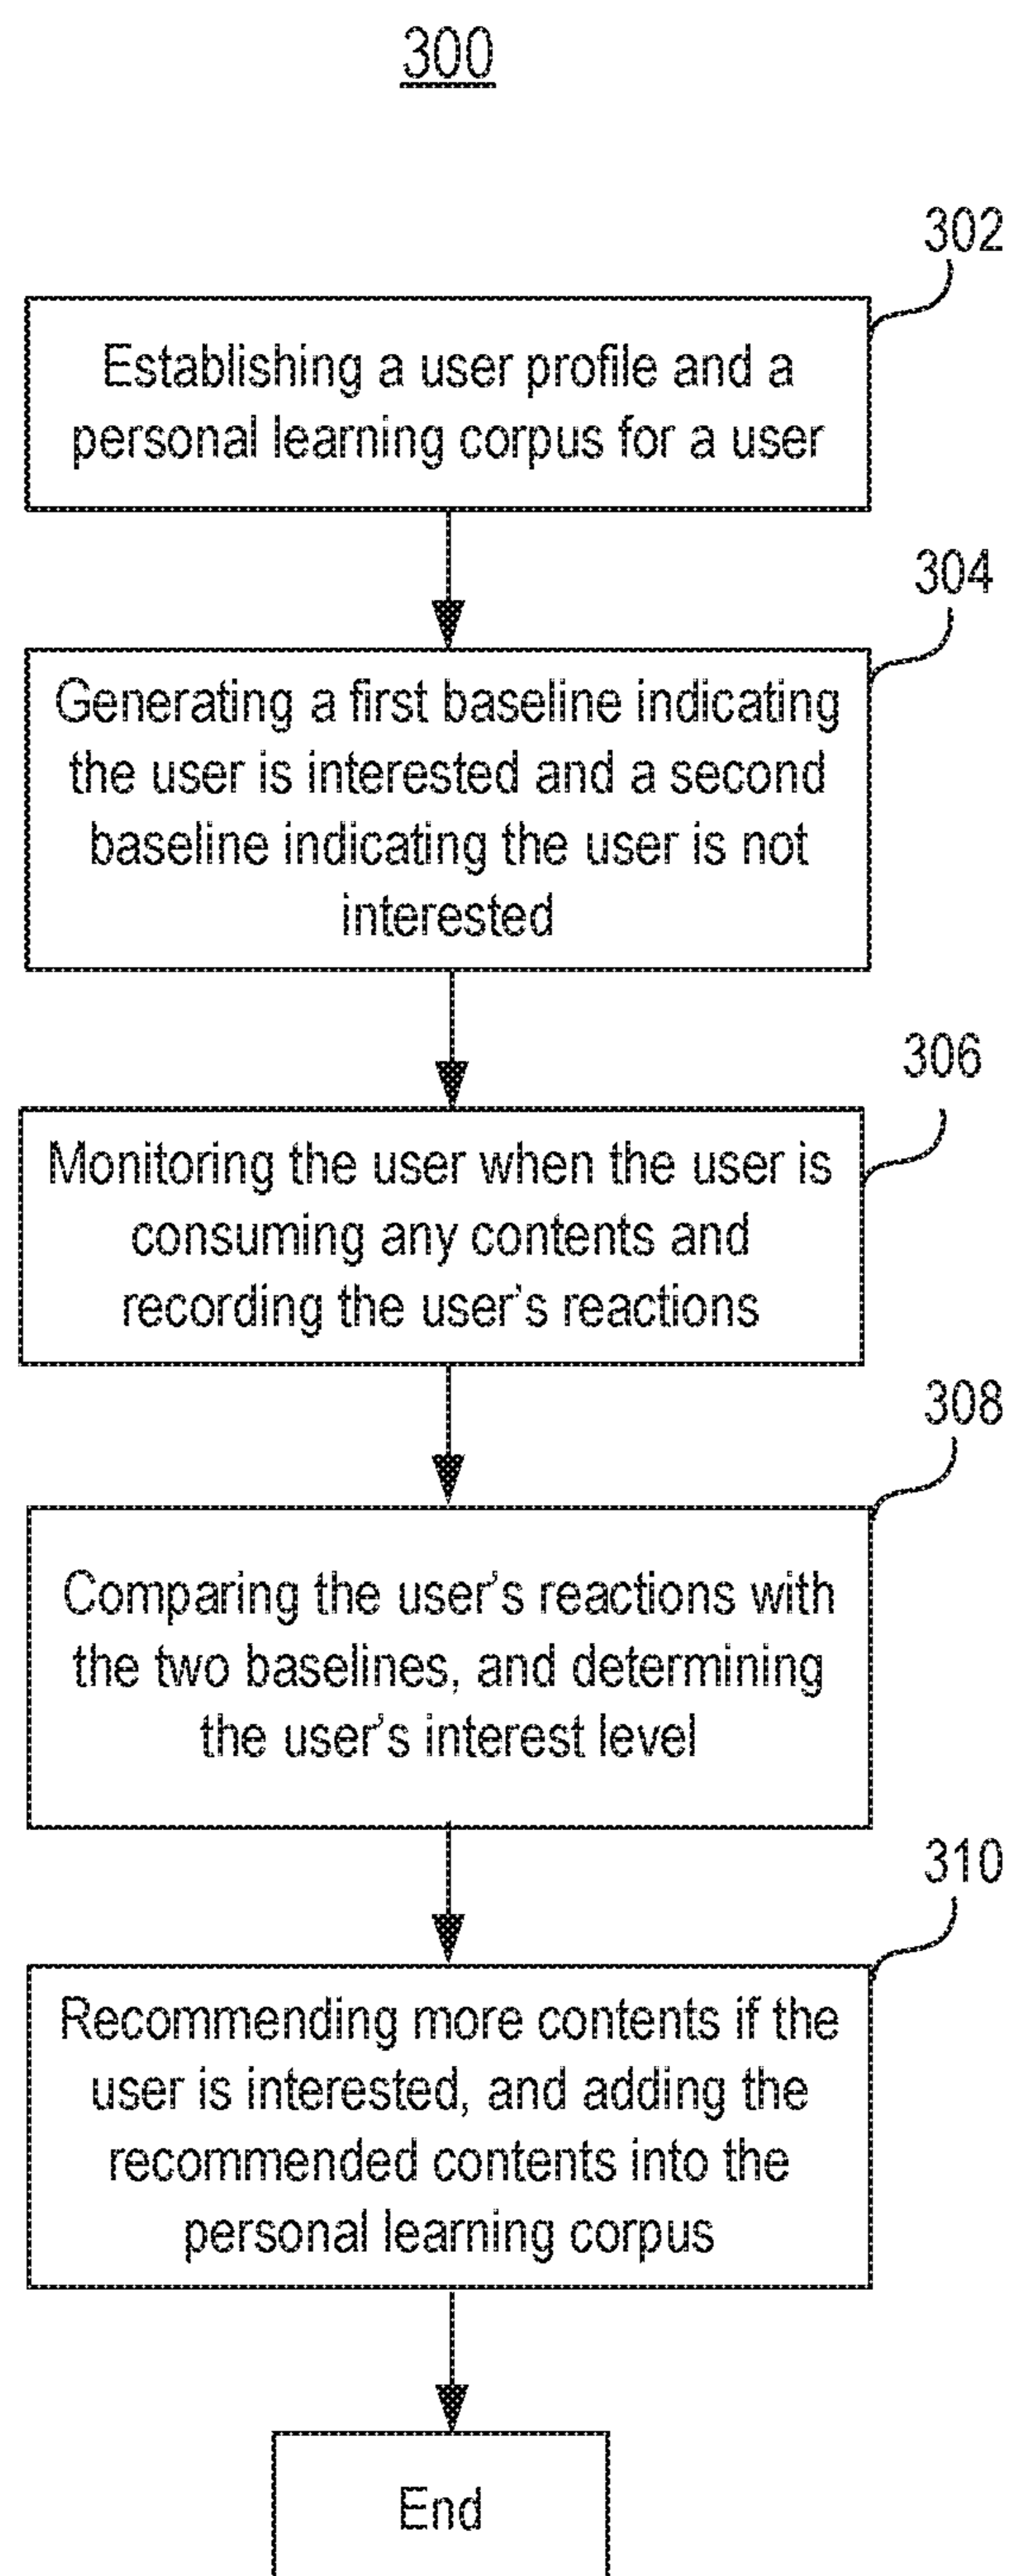 300
302
Establishing a user profile and a
personal learning corpus for a user
304
Generating a first baseline indicating
the user is interested and a second
baseline indicating the user is not
interested
306
Monitoring the user when the user is
consuming any contents and
recording the user's reactions
308
Comparing the user's reactions with
the two baselines, and determining
the user's interest level
310
Recommending more contents if the
user is interested, and adding the
recommended contents into the
personal learning corpus
End